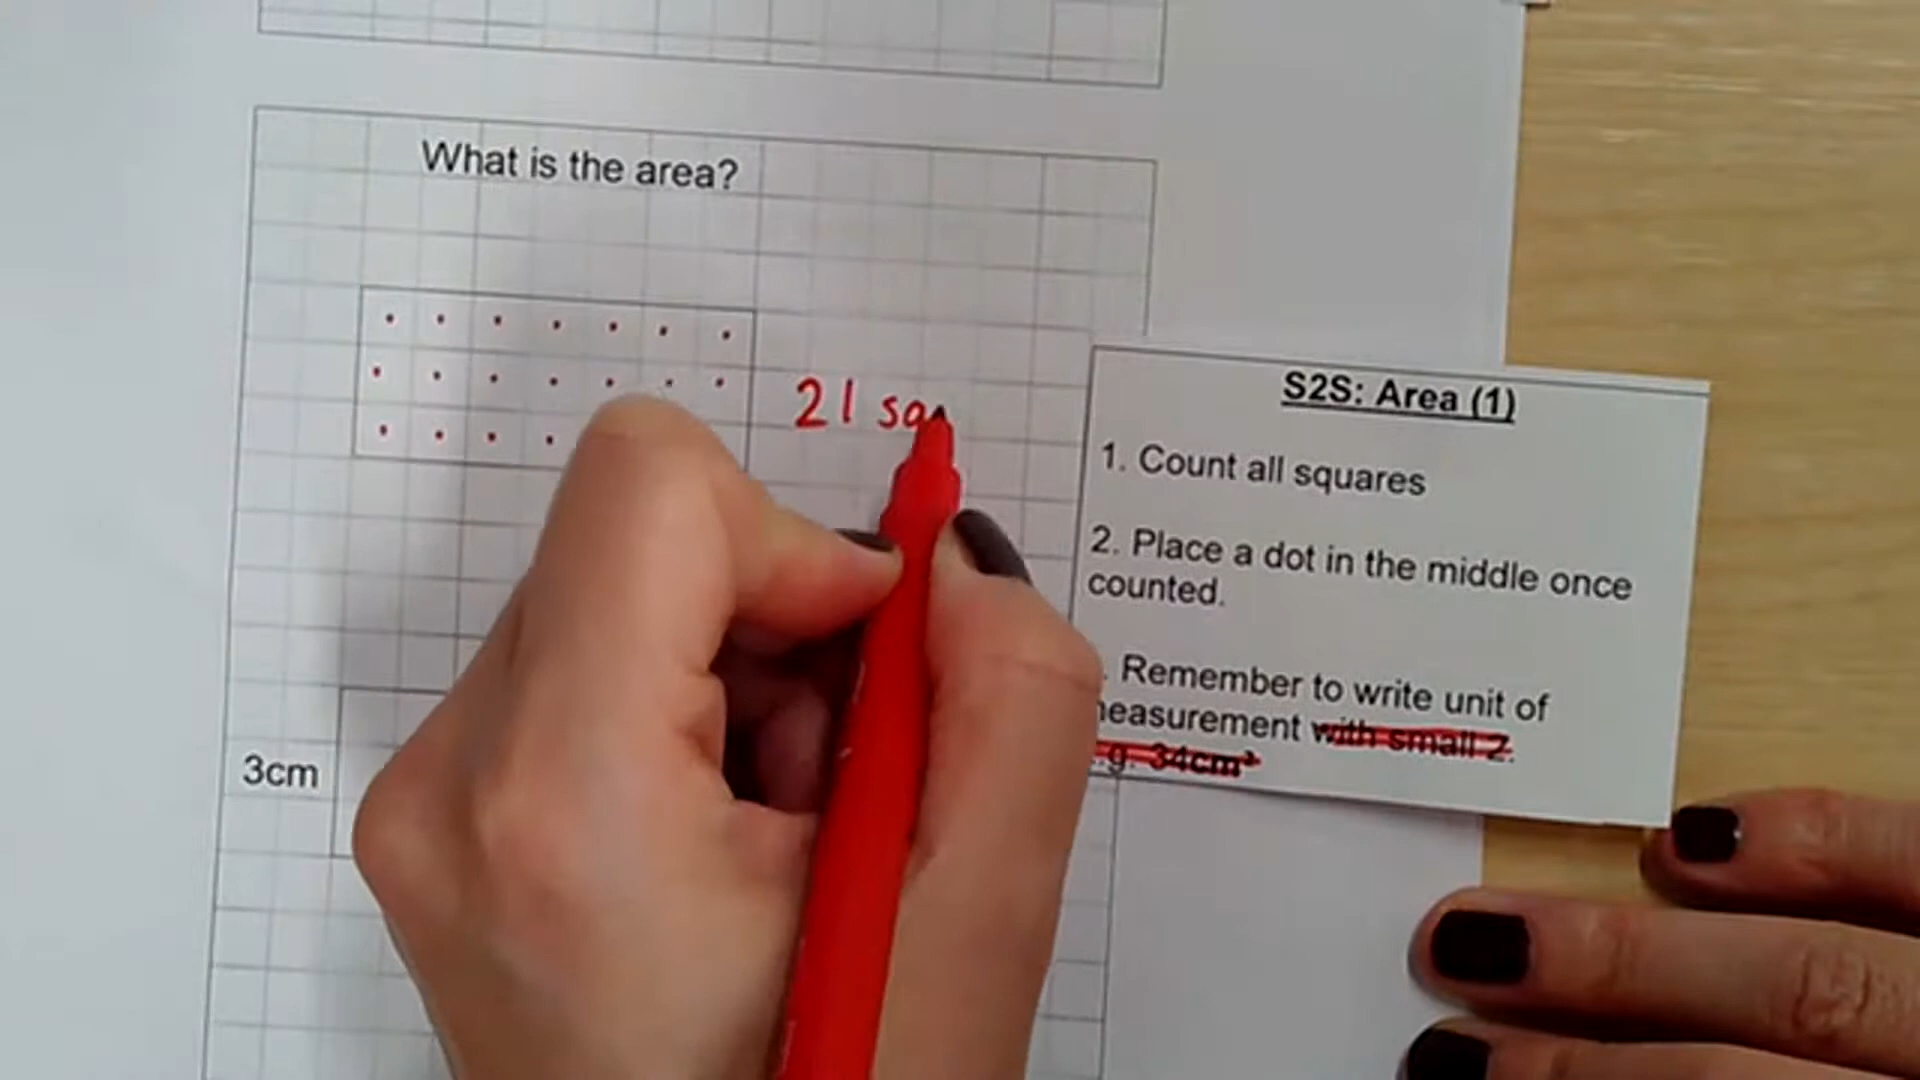 What is the area?
21 sq
S2S: Area (1)
1. Count all squares
2. Place a dot in the middle once
counted.
. Remember to write unit of
easurement with small 2.
.g. 34cm²
3cm